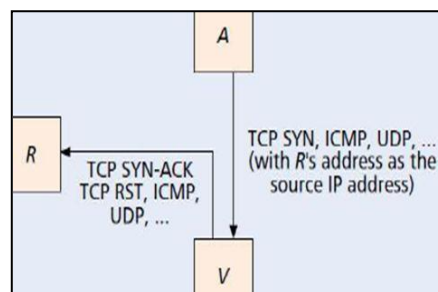 A
TCP SYN, ICMP, UDP, ...
(with R's address as the
source IP address)
R
TCP SYN-ACK
TCP RST, ICMP,
UDP, ...
V